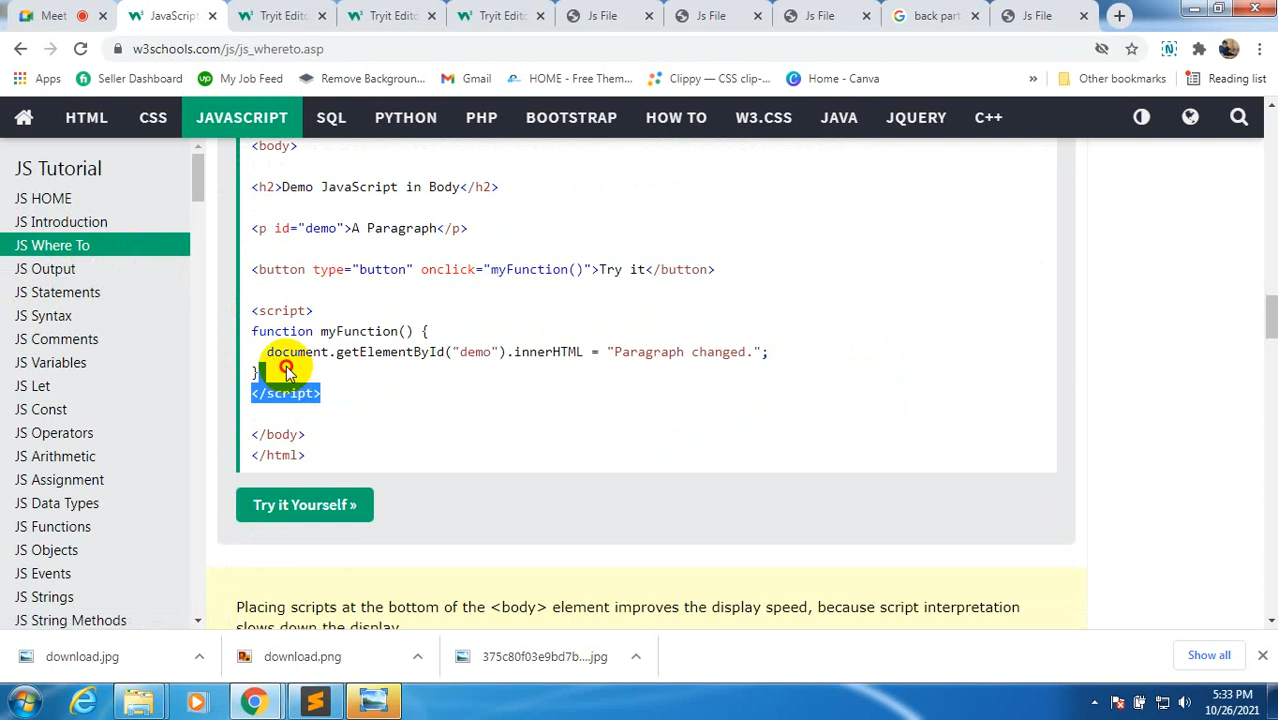 Meet
JavaScript
Tryit Edito
Tryit Edito
Tryit Edito
Js File
Js File
Js File
back part
Js File
w3schools.com/js/js_whereto.asp
Apps
Seller Dashboard
My Job Feed
Remove Backgroun...
Gmail
HOME - Free Them...
Clippy — CSS clip-...
Home - Canva
»
Other bookmarks
Reading list
HTML
CSS
JAVASCRIPT
SQL
PYTHON
PHP
BOOTSTRAP
HOW TO
W3.CSS
JAVA
JQUERY
C++
JS Tutorial
JS HOME
JS Introduction
JS Where To
JS Output
JS Statements
JS Syntax
JS Comments
JS Variables
JS Let
JS Const
JS Operators
JS Arithmetic
JS Assignment
JS Data Types
JS Functions
JS Objects
JS Events
JS Strings
JS String Methods
<body>
<h2>Demo JavaScript in Body</h2>
<p id="demo">A Paragraph</p>
<button type="button" onclick="myFunction()">Try it</button>
<script>
function myFunction() {
document.getElementById("demo").innerHTML = "Paragraph changed.";
}
</script>
</body>
</html>
Try it Yourself »
Placing scripts at the bottom of the <body> element improves the display speed, because script interpretation
slows down the display.
download.jpg
download.png
375c80f03e9bd7b....jpg
Show all
5:33 PM
10/26/2021